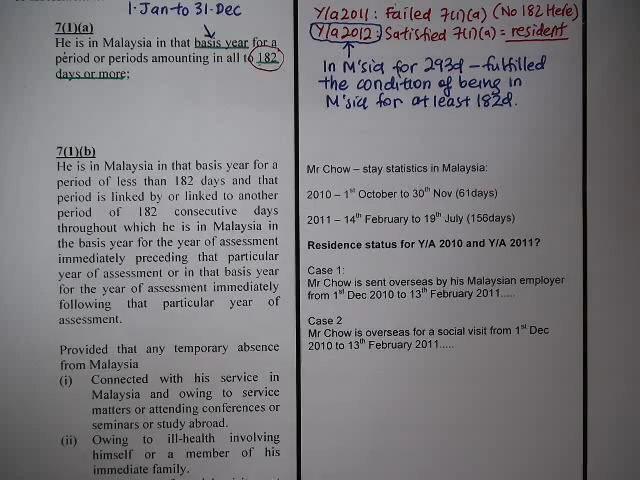 1·Jan to 31·Dec
7(1)(a)
He is in Malaysia in that basis year for a
period or periods amounting in all to 182
days or more;
7(1)(b)
He is in Malaysia in that basis year for a
period of less than 182 days and that
period is linked by or linked to another
period of 182 consecutive days
throughout which he is in Malaysia in
the basis year for the year of assessment
immediately preceding that particular
year of assessment or in that basis year
for the year of assessment immediately
following that particular year of
assessment.
Provided that any temporary absence
from Malaysia
(i) Connected with his service in
Malaysia and owing to service
matters or attending conferences or
seminars or study abroad.
(ii) Owing to ill-health involving
himself or a member of his
immediate family.
Y/a 2011 : Failed 7(1)(a) (No 182 Here)
Y/a 2012 : Satisfied 7(1)(a) = resident
In M'sia for 293d – fulfilled
the condition of being in
M'sia for at least 182d.
Mr Chow – stay statistics in Malaysia:
2010 – 1st October to 30th Nov (61days)
2011 – 14th February to 19th July (156days)
Residence status for Y/A 2010 and Y/A 2011?
Case 1:
Mr Chow is sent overseas by his Malaysian employer
from 1st Dec 2010 to 13th February 2011.....
Case 2
Mr Chow is overseas for a social visit from 1st Dec
2010 to 13th February 2011.....